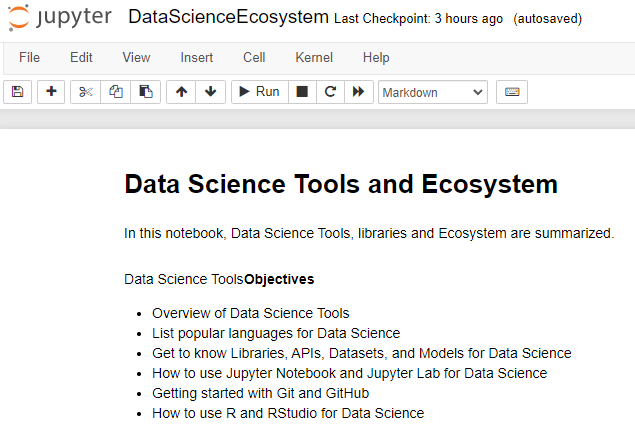 jupyter DataScienceEcosystem Last Checkpoint: 3 hours ago (autosaved)
File Edit View Insert Cell Kernel Help
Run Markdown
Data Science Tools and Ecosystem
In this notebook, Data Science Tools, libraries and Ecosystem are summarized.
Data Science ToolsObjectives
• Overview of Data Science Tools
• List popular languages for Data Science
• Get to know Libraries, APIs, Datasets, and Models for Data Science
• How to use Jupyter Notebook and Jupyter Lab for Data Science
• Getting started with Git and GitHub
• How to use R and RStudio for Data Science